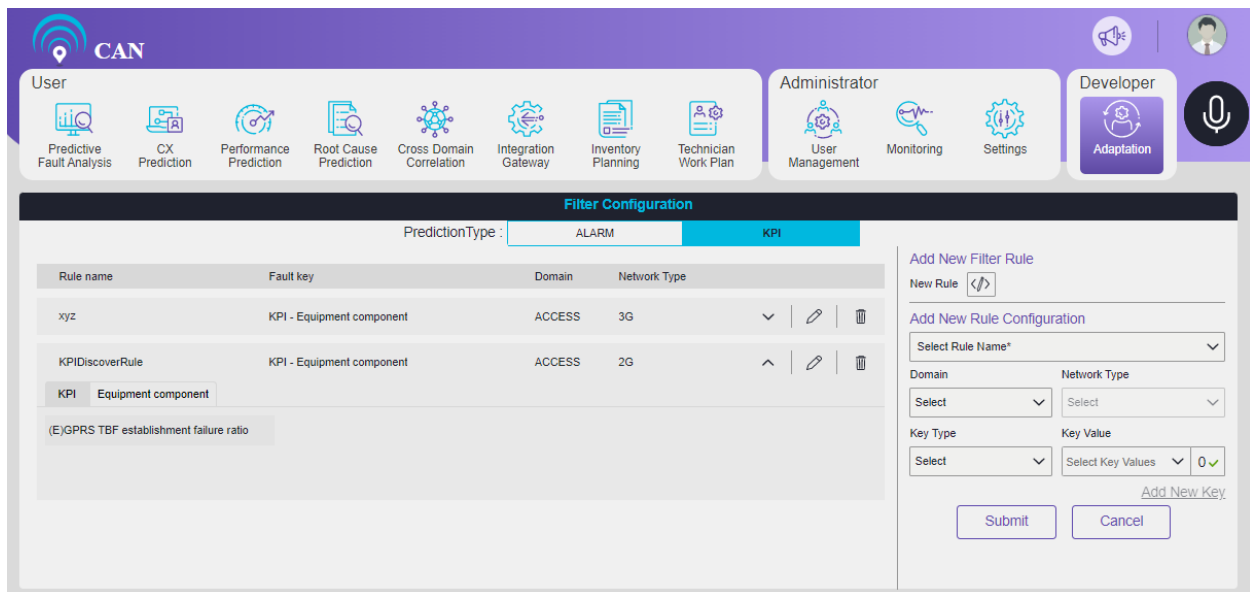 CAN
User
Administrator
Developer
Predictive
Fault Analysis
CX
Prediction
Performance
Prediction
Root Cause
Prediction
Cross Domain
Correlation
Integration
Gateway
Inventory
Planning
Technician
Work Plan
User
Management
Monitoring
Settings
Adaptation
Filter Configuration
PredictionType : ALARM KPI
Rule name Fault key Domain Network Type
xyz KPI - Equipment component ACCESS 3G
KPIDiscoverRule KPI - Equipment component ACCESS 2G
KPI Equipment component
(E)GPRS TBF establishment failure ratio
Add New Filter Rule
New Rule </>
Add New Rule Configuration
Select Rule Name*
Domain Network Type
Select Select
Key Type Key Value
Select Select Key Values 0
Add New Key
Submit Cancel